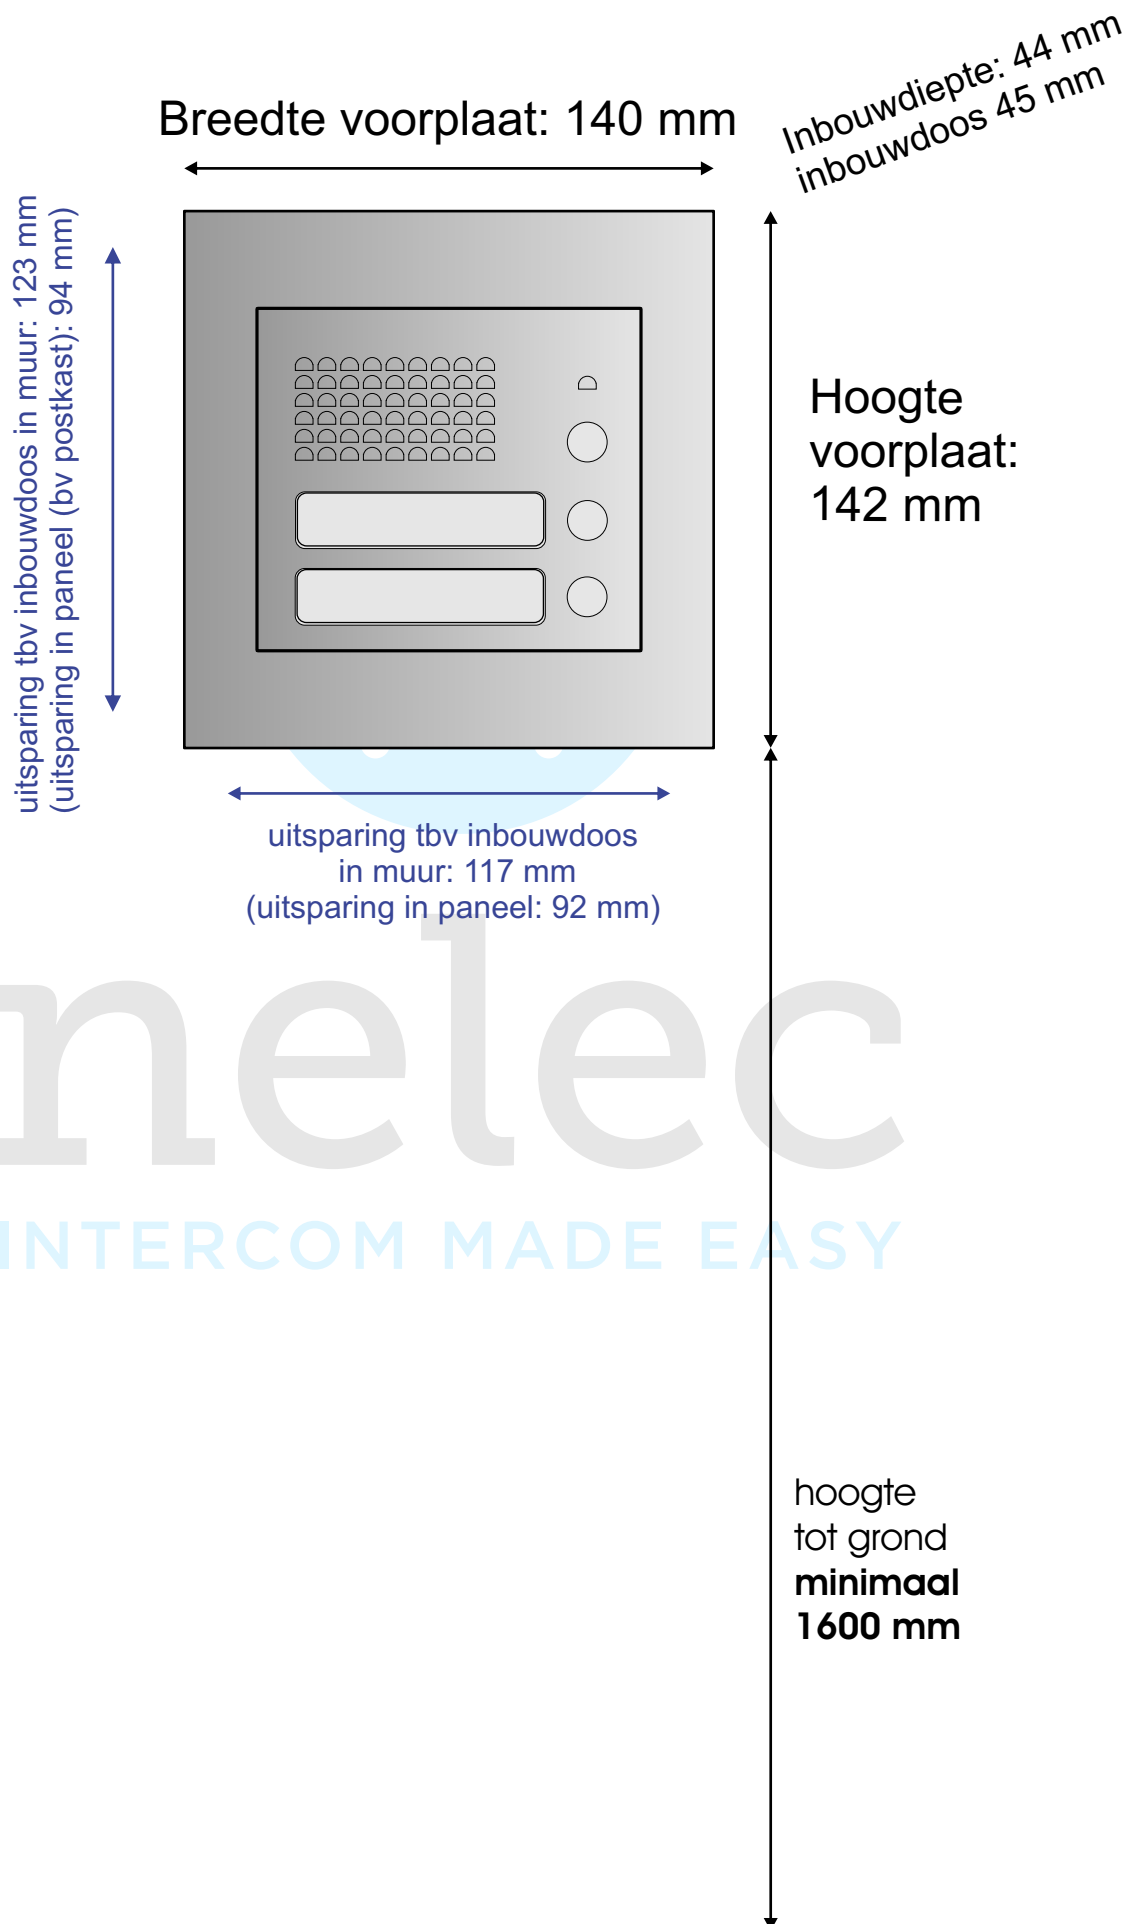 Inbouwdiepte: 44 mm
inbouwdoos 45 mm
Breedte voorplaat: 140 mm
uitsparing tbv inbouwdoos in muur: 123 mm
(uitsparing in paneel (bv postkast): 94 mm)
Hoogte
voorplaat:
142 mm
uitsparing tbv inbouwdoos
in muur: 117 mm
(uitsparing in paneel: 92 mm)
nelec
INTERCOM MADE EASY
hoogte
tot grond
minimaal
1600 mm